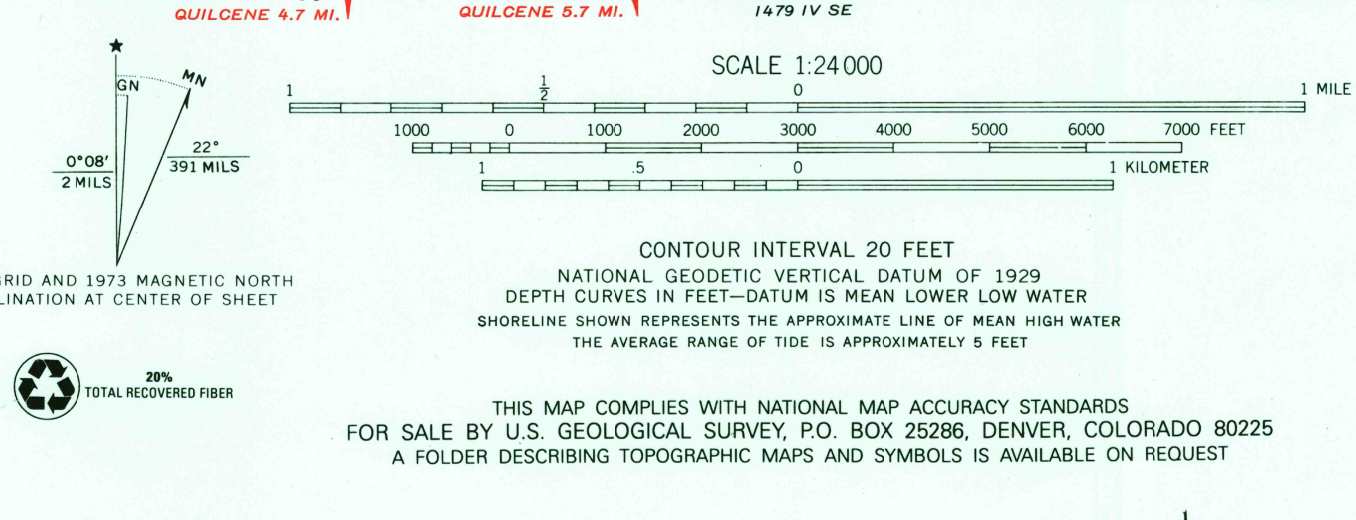 QUILCENE 4.7 MI. QUILCENE 5.7 MI. 1479 IV SE
GN MN
0°08'
2 MILS
22°
391 MILS
GRID AND 1973 MAGNETIC NORTH
LINATION AT CENTER OF SHEET
SCALE 1:24 000
1 1/2 0 1 MILE
1000 0 1000 2000 3000 4000 5000 6000 7000 FEET
1 .5 0 1 KILOMETER
CONTOUR INTERVAL 20 FEET
NATIONAL GEODETIC VERTICAL DATUM OF 1929
DEPTH CURVES IN FEET—DATUM IS MEAN LOWER LOW WATER
SHORELINE SHOWN REPRESENTS THE APPROXIMATE LINE OF MEAN HIGH WATER
THE AVERAGE RANGE OF TIDE IS APPROXIMATELY 5 FEET
20%
TOTAL RECOVERED FIBER
THIS MAP COMPLIES WITH NATIONAL MAP ACCURACY STANDARDS
FOR SALE BY U.S. GEOLOGICAL SURVEY, P.O. BOX 25286, DENVER, COLORADO 80225
A FOLDER DESCRIBING TOPOGRAPHIC MAPS AND SYMBOLS IS AVAILABLE ON REQUEST